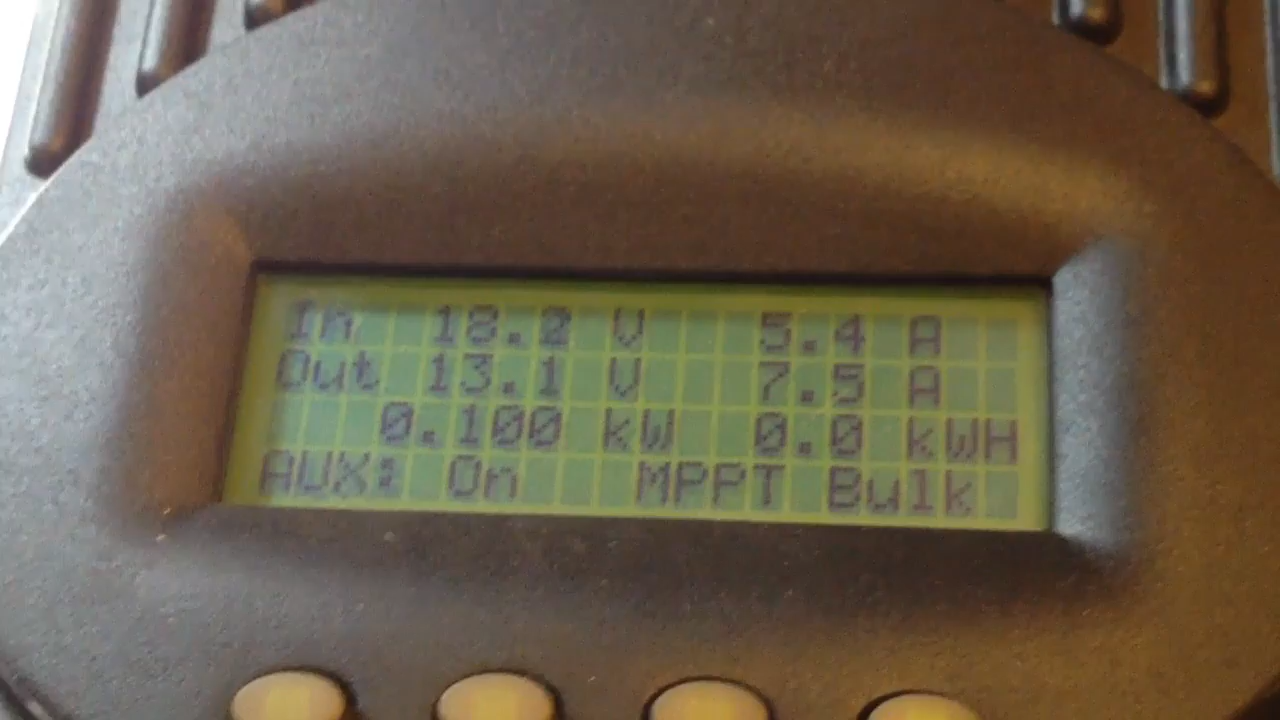 In 18.2 V 5.4 A
Out 13.1 V 7.5 A
0.100 kW 0.0 kWH
AUX: On MPPT Bulk